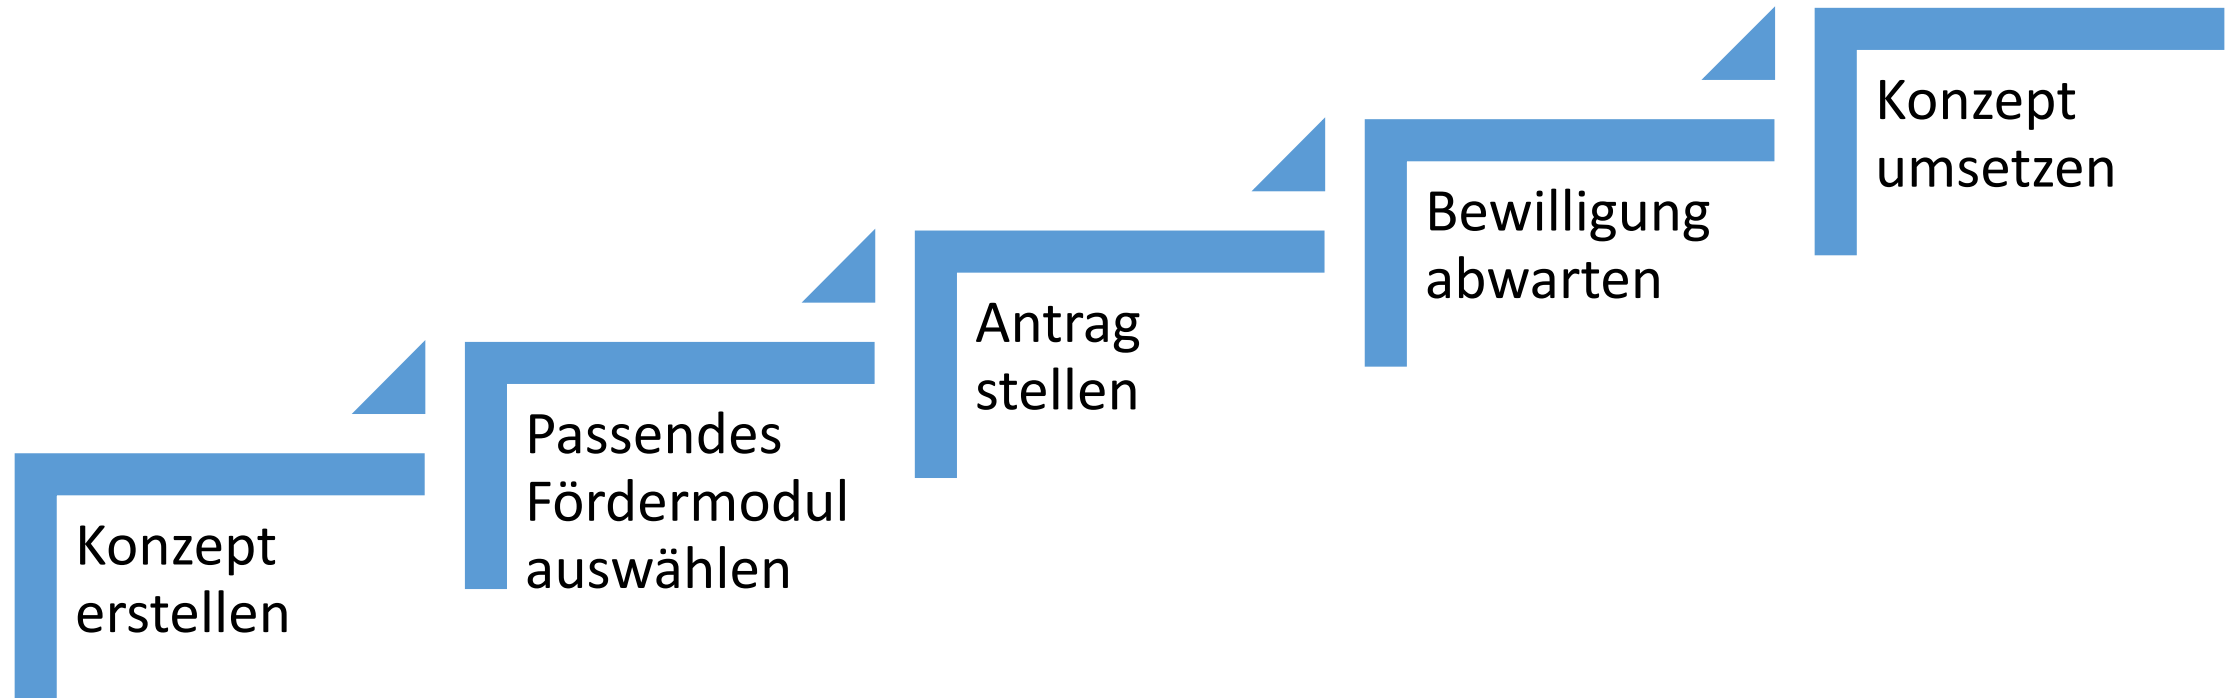 Konzept
erstellen
Passendes
Fördermodul
auswählen
Antrag
stellen
Bewilligung
abwarten
Konzept
umsetzen